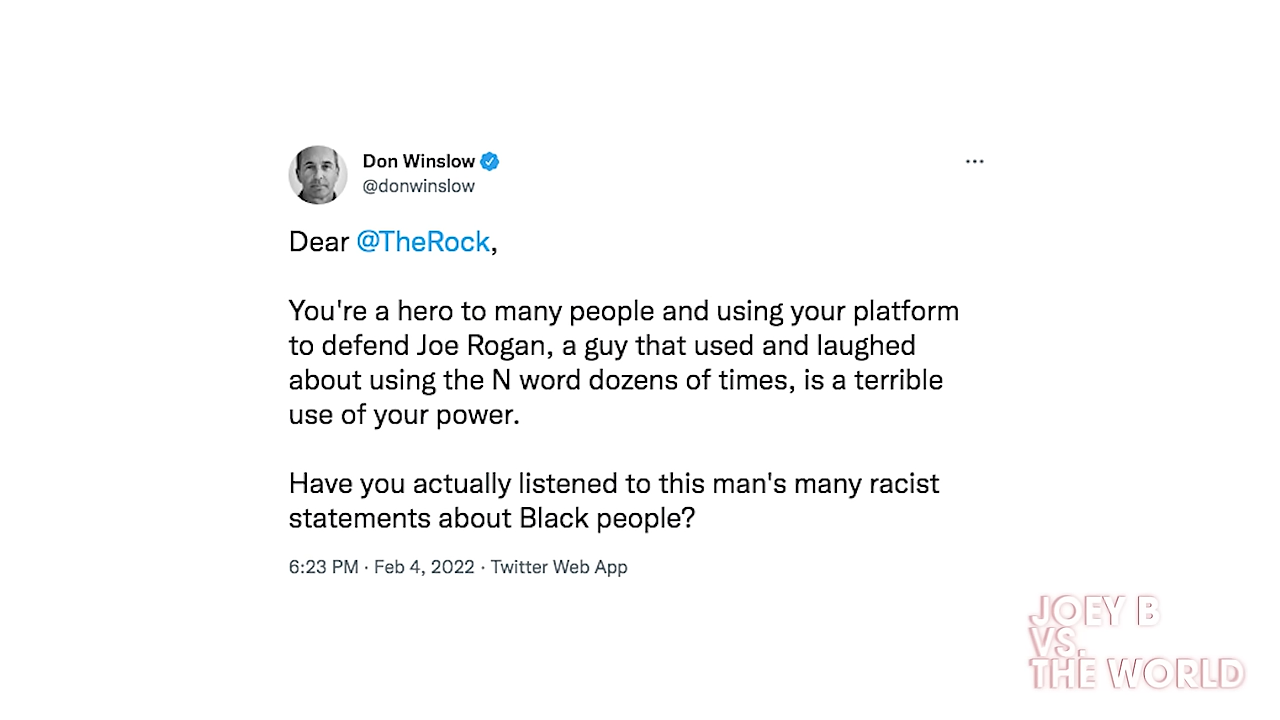 Don Winslow
@donwinslow
Dear @TheRock,
You're a hero to many people and using your platform
to defend Joe Rogan, a guy that used and laughed
about using the N word dozens of times, is a terrible
use of your power.
Have you actually listened to this man's many racist
statements about Black people?
6:23 PM · Feb 4, 2022 · Twitter Web App
JOEY B
VS.
THE WORLD